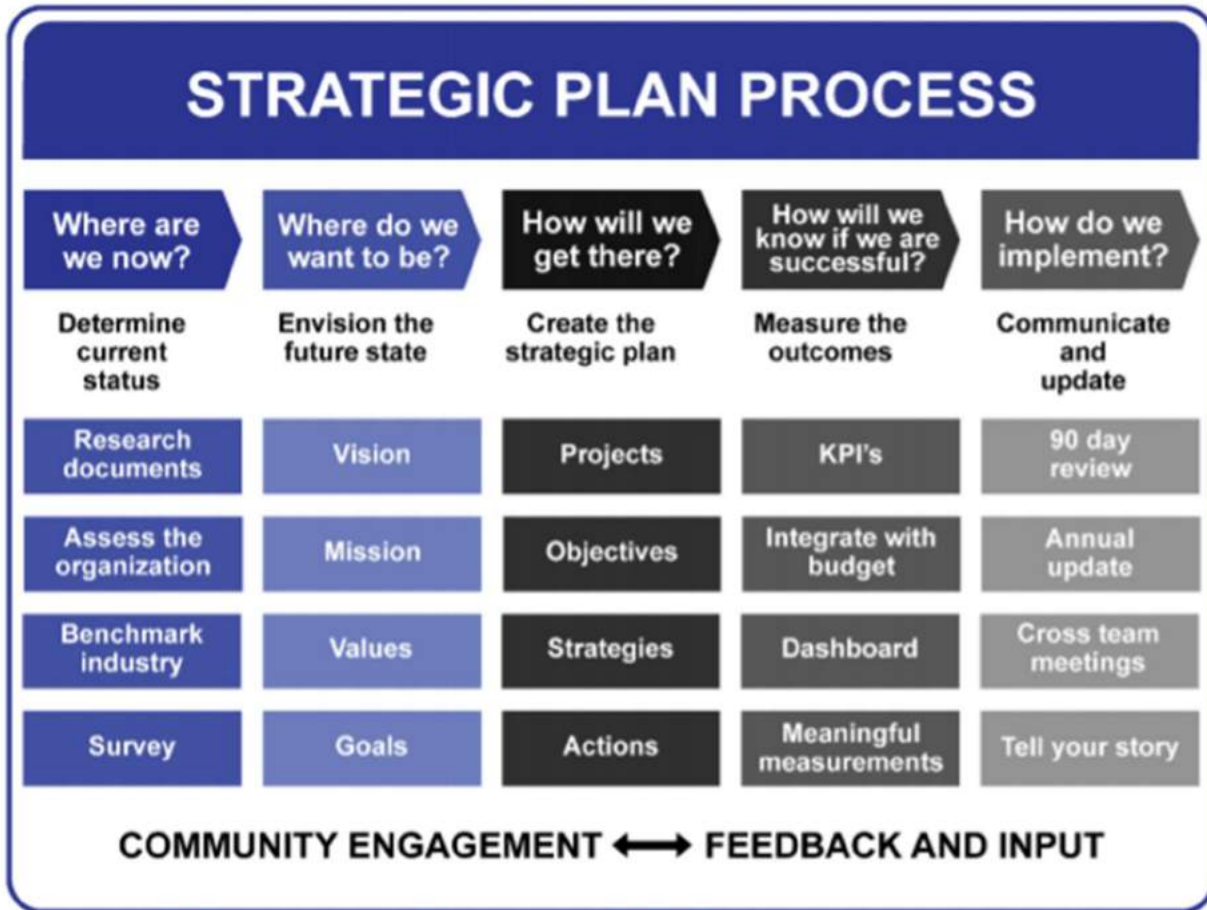 STRATEGIC PLAN PROCESS
Where are
we now?
Where do we
want to be?
How will we
get there?
How will we
know if we are
successful?
How do we
implement?
Determine
current
status
Envision the
future state
Create the
strategic plan
Measure the
outcomes
Communicate
and
update
Research
documents
Vision
Projects
KPI's
90 day
review
Assess the
organization
Mission
Objectives
Integrate with
budget
Annual
update
Benchmark
industry
Values
Strategies
Dashboard
Cross team
meetings
Survey
Goals
Actions
Meaningful
measurements
Tell your story
COMMUNITY ENGAGEMENT ↔ FEEDBACK AND INPUT